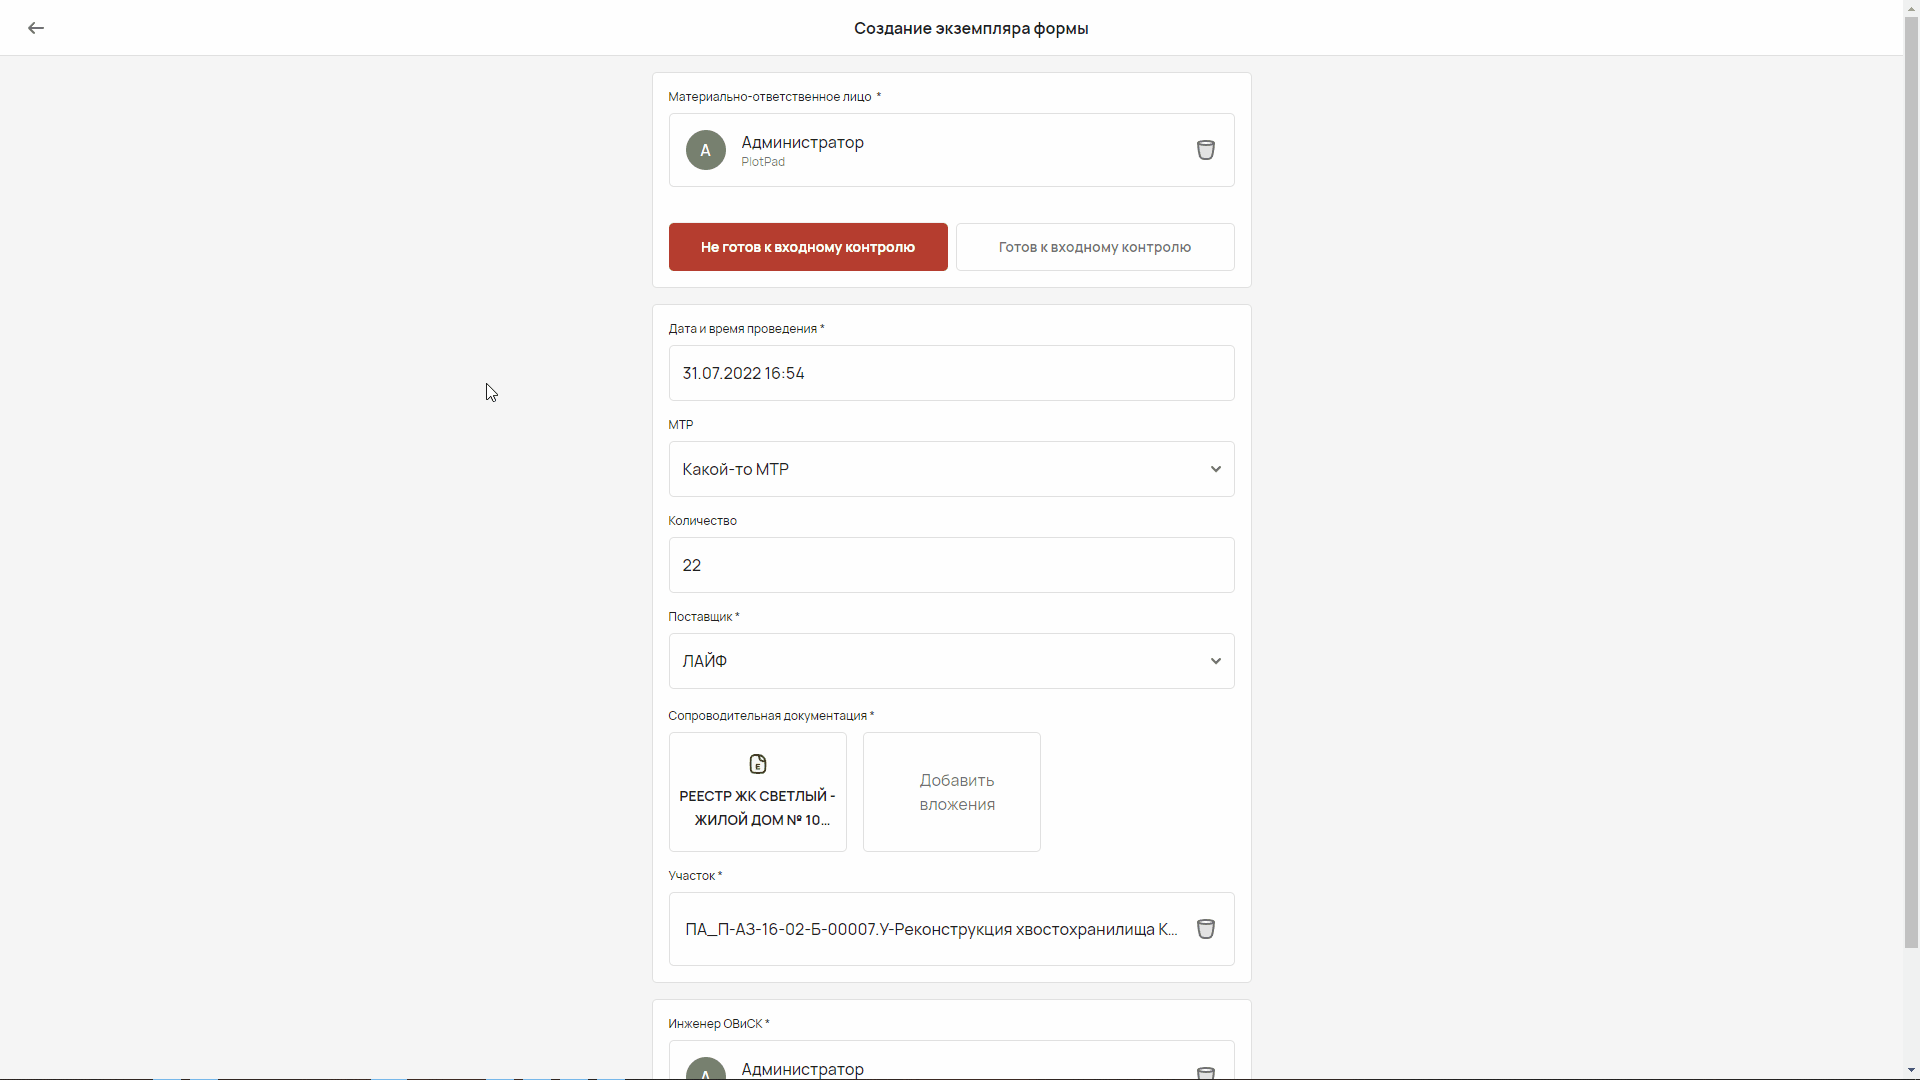 Создание экземпляра формы
Материально-ответственное лицо *
А
Администратор
PlotPad
Не готов к входному контролю
Готов к входному контролю
Дата и время проведения *
31.07.2022 16:54
МТР
Какой-то МТР
Количество
22
Поставщик *
ЛАЙФ
Сопроводительная документация *
E
РЕЕСТР ЖК СВЕТЛЫЙ -
ЖИЛОЙ ДОМ № 10...
Добавить
вложения
Участок *
ПА_П-АЗ-16-02-Б-00007.У-Реконструкция хвостохранилища К...
Инженер ОВиСК *
А
Администратор